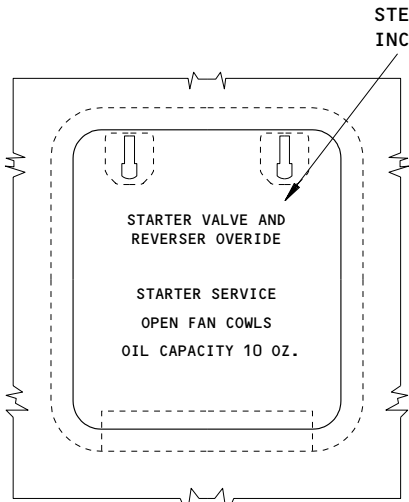 STE
INC
STARTER VALVE AND
REVERSER OVERIDE
STARTER SERVICE
OPEN FAN COWLS
OIL CAPACITY 10 OZ.